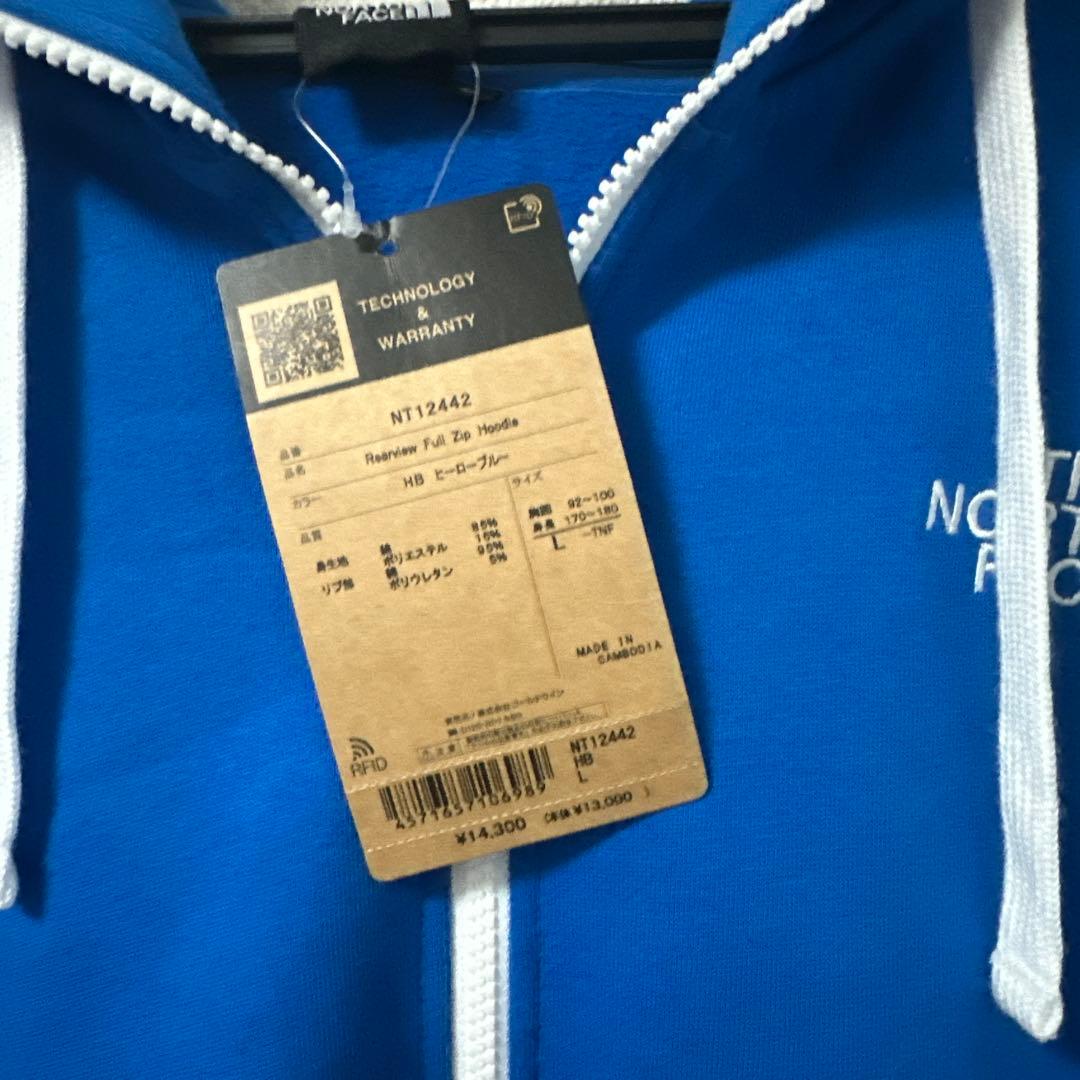 NORTH
FACE
TECHNOLOGY
&
WARRANTY
品番 NT12442
品名 Rearview Full Zip Hoodie
カラー HB ヒーローブルー
品質
身生地 綿 85%
ポリエステル 15%
リブ部 綿 95%
ポリウレタン 5%
サイズ
胸囲 92~100
身長 170~180
L -TNF
MADE IN
CAMBODIA
RFID
NT12442
HB
L
4571657106989
¥14,300 (本体¥13,000 )
NO